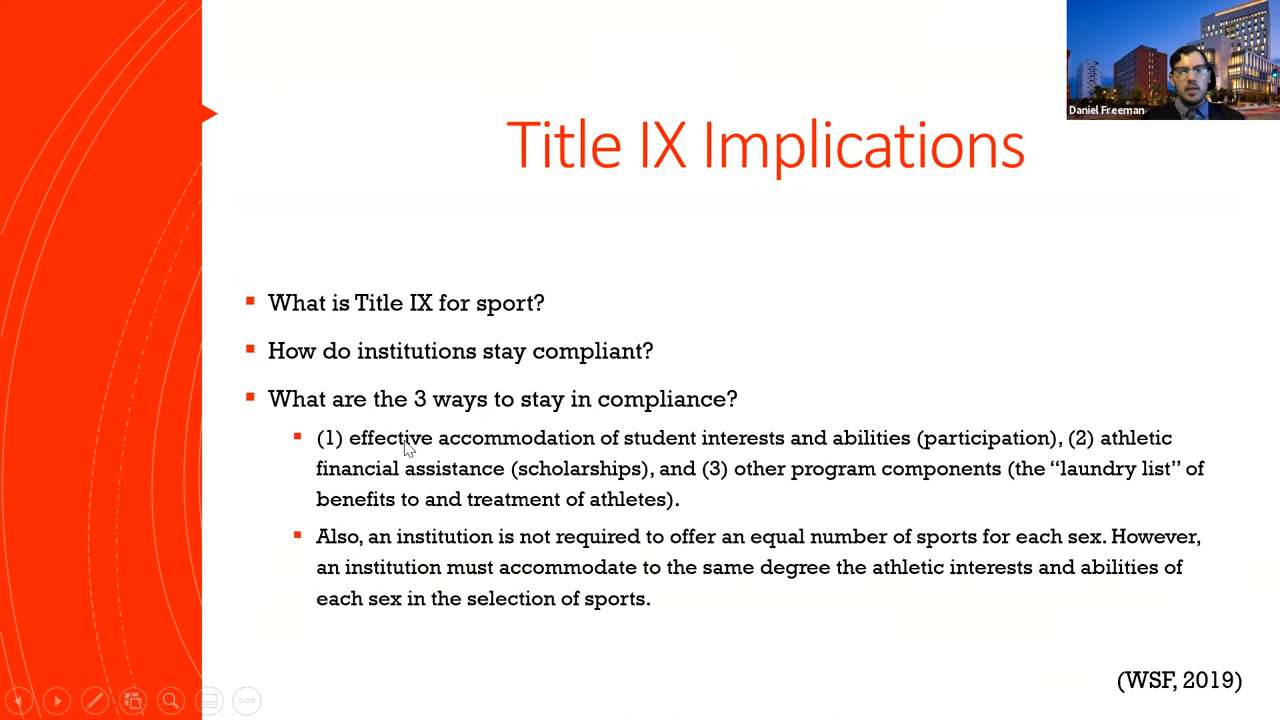 Daniel Freeman
Title IX Implications
What is Title IX for sport?
How do institutions stay compliant?
What are the 3 ways to stay in compliance?
(1) effective accommodation of student interests and abilities (participation), (2) athletic
financial assistance (scholarships), and (3) other program components (the “laundry list” of
benefits to and treatment of athletes).
Also, an institution is not required to offer an equal number of sports for each sex. However,
an institution must accommodate to the same degree the athletic interests and abilities of
each sex in the selection of sports.
(WSF, 2019)